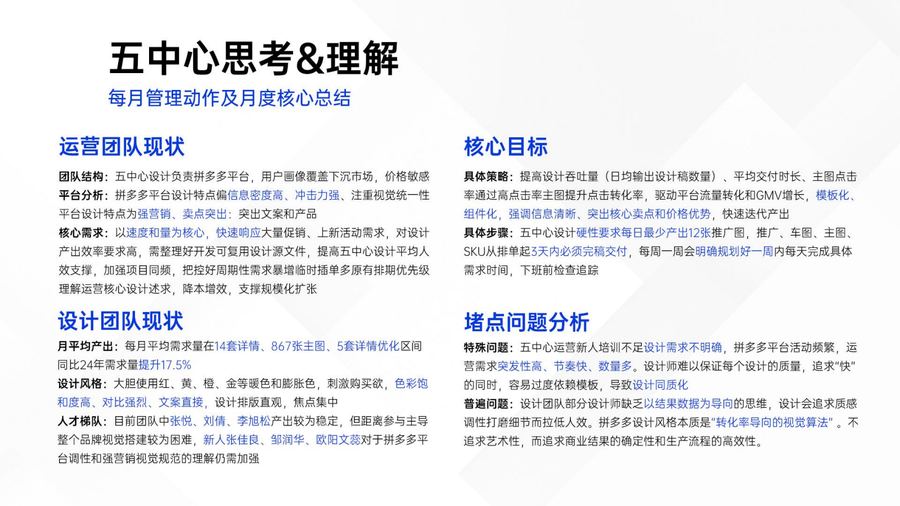 五中心思考&理解
每月管理动作及月度核心总结
运营团队现状
团队结构：五中心设计负责拼多多平台，用户画像覆盖下沉市场，价格敏感
平台分析：拼多多平台设计特点偏信息密度高、冲击力强、注重视觉统一性
平台设计特点为强营销、卖点突出：突出文案和产品
核心需求：以速度和量为核心，快速响应大量促销、上新活动需求，对设计
产出效率要求高，需整理好开发可复用设计源文件，提高五中心设计平均人
效支撑，加强项目同频，把控好周期性需求暴增临时插单多原有排期优先级
理解运营核心设计述求，降本增效，支撑规模化扩张
设计团队现状
月平均产出：每月平均需求量在14套详情、867张主图、5套详情优化区间
同比24年需求量提升17.5%
设计风格：大胆使用红、黄、橙、金等暖色和膨胀色，刺激购买欲，色彩饱
和度高、对比强烈、文案直接，设计排版直观，焦点集中
人才梯队：目前团队中张悦、刘倩、李旭松产出较为稳定，但距离参与主导
整个品牌视觉搭建较为困难，新人张佳良、邹润华、欧阳文蕊对于拼多多平
台调性和强营销视觉规范的理解仍需加强
核心目标
具体策略：提高设计吞吐量（日均输出设计稿数量）、平均交付时长、主图点击
率通过高点击率主图提升点击转化率，驱动平台流量转化和GMV增长，模板化、
组件化，强调信息清晰、突出核心卖点和价格优势，快速迭代产出
具体步骤：五中心设计硬性要求每日最少产出12张推广图，推广、车图、主图、
SKU从排单起3天内必须完稿交付，每周一周会明确规划好一周内每天完成具体
需求时间，下班前检查追踪
堵点问题分析
特殊问题：五中心运营新人培训不足设计需求不明确，拼多多平台活动频繁，运
营需求突发性高、节奏快、数量多。设计师难以保证每个设计的质量，追求“快”
的同时，容易过度依赖模板，导致设计同质化
普遍问题：设计团队部分设计师缺乏以结果数据为导向的思维，设计会追求质感
调性打磨细节而拉低人效。拼多多设计风格本质是“转化率导向的视觉算法” 。不
追求艺术性，而追求商业结果的确定性和生产流程的高效性。